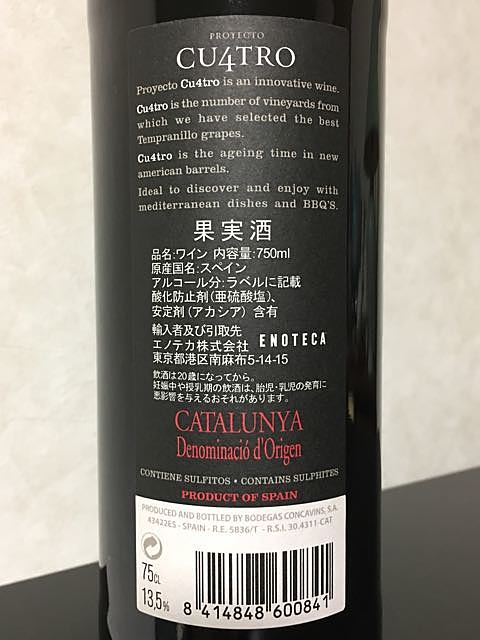 PROYECTO
CU4TRO
Proyecto Cu4tro is an innovative wine.
Cu4tro is the number of vineyards from
which we have selected the best
Tempranillo grapes.
Cu4tro is the ageing time in new
american barrels.
Ideal to discover and enjoy with
mediterranean dishes and BBQ'S.
果実酒
品名:ワイン 内容量:750ml
原産国名:スペイン
アルコール分:ラベルに記載
酸化防止剤(亜硫酸塩)、
安定剤(アカシア) 含有
輸入者及び引取先
エノテカ株式会社 ENOTECA
東京都港区南麻布5-14-15
飲酒は20歳になってから。
妊娠中や授乳期の飲酒は、胎児・乳児の発育に
悪影響を与えるおそれがあります。
CATALUNYA
Denominació d'Origen
CONTIENE SULFITOS • CONTAINS SULPHITES
PRODUCT OF SPAIN
PRODUCED AND BOTTLED BY BODEGAS CONCAVINS, S.A.
43422ES - SPAIN - R.E. 5836/T - R.S.I. 30.4311-CAT
75CL
13,5%
8 414848 600841